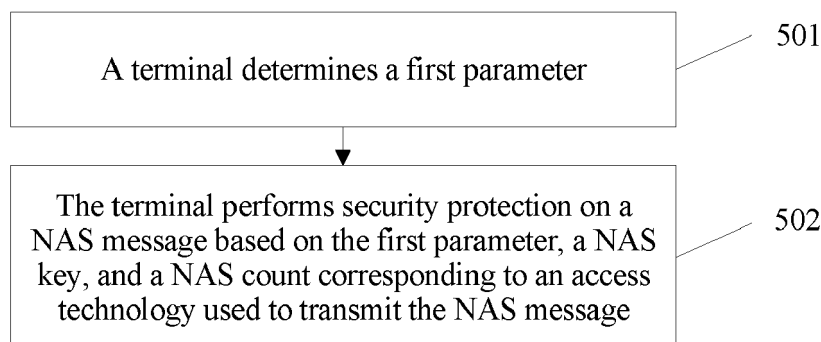 A terminal determines a first parameter
501
The terminal performs security protection on a
NAS message based on the first parameter, a NAS
key, and a NAS count corresponding to an access
technology used to transmit the NAS message
502